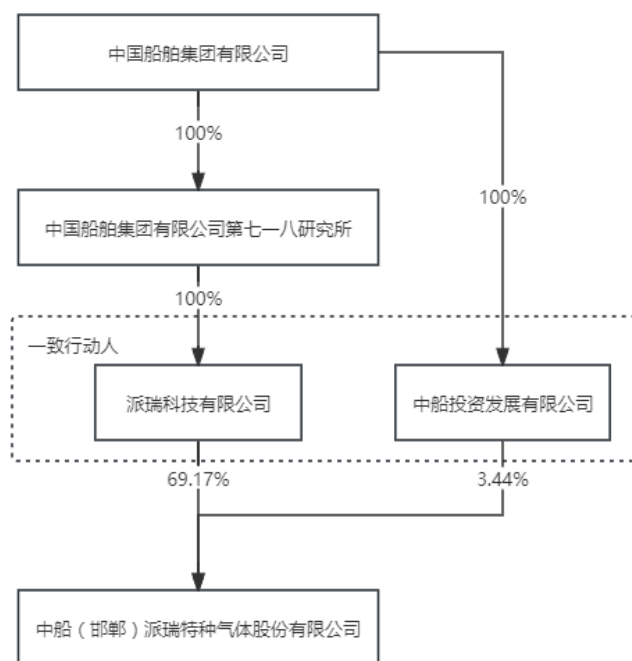 中国船舶集团有限公司
100%
中国船舶集团有限公司第七一八研究所
100%
100%
一致行动人
派瑞科技有限公司
中船投资发展有限公司
69.17%
3.44%
中船（邯郸）派瑞特种气体股份有限公司